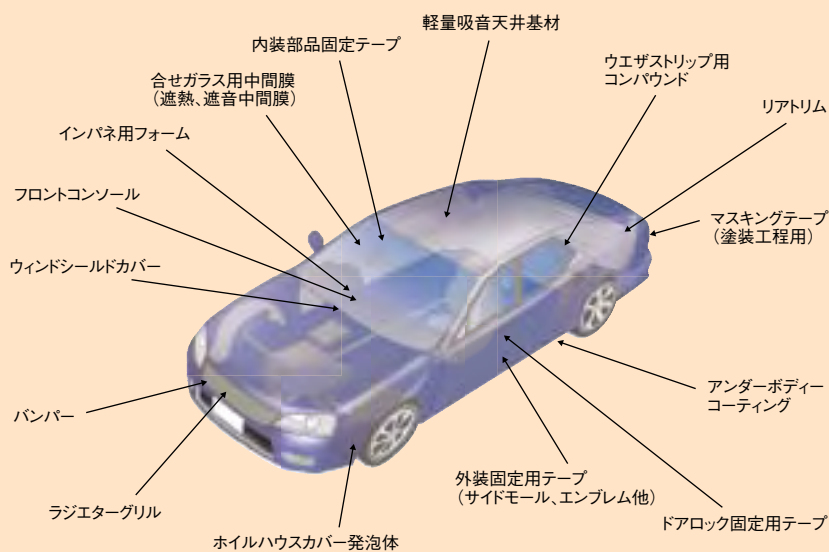 軽量吸音天井基材
内装部品固定テープ
ウエザストリップ用
コンパウンド
合せガラス用中間膜
（遮熱、遮音中間膜）
リアトリム
インパネ用フォーム
フロントコンソール
マスキングテープ
（塗装工程用）
ウィンドシールドカバー
アンダーボディー
コーティング
バンパー
外装固定用テープ
（サイドモール、エンブレム他）
ラジエターグリル
ドアロック固定用テープ
ホイルハウスカバー発泡体